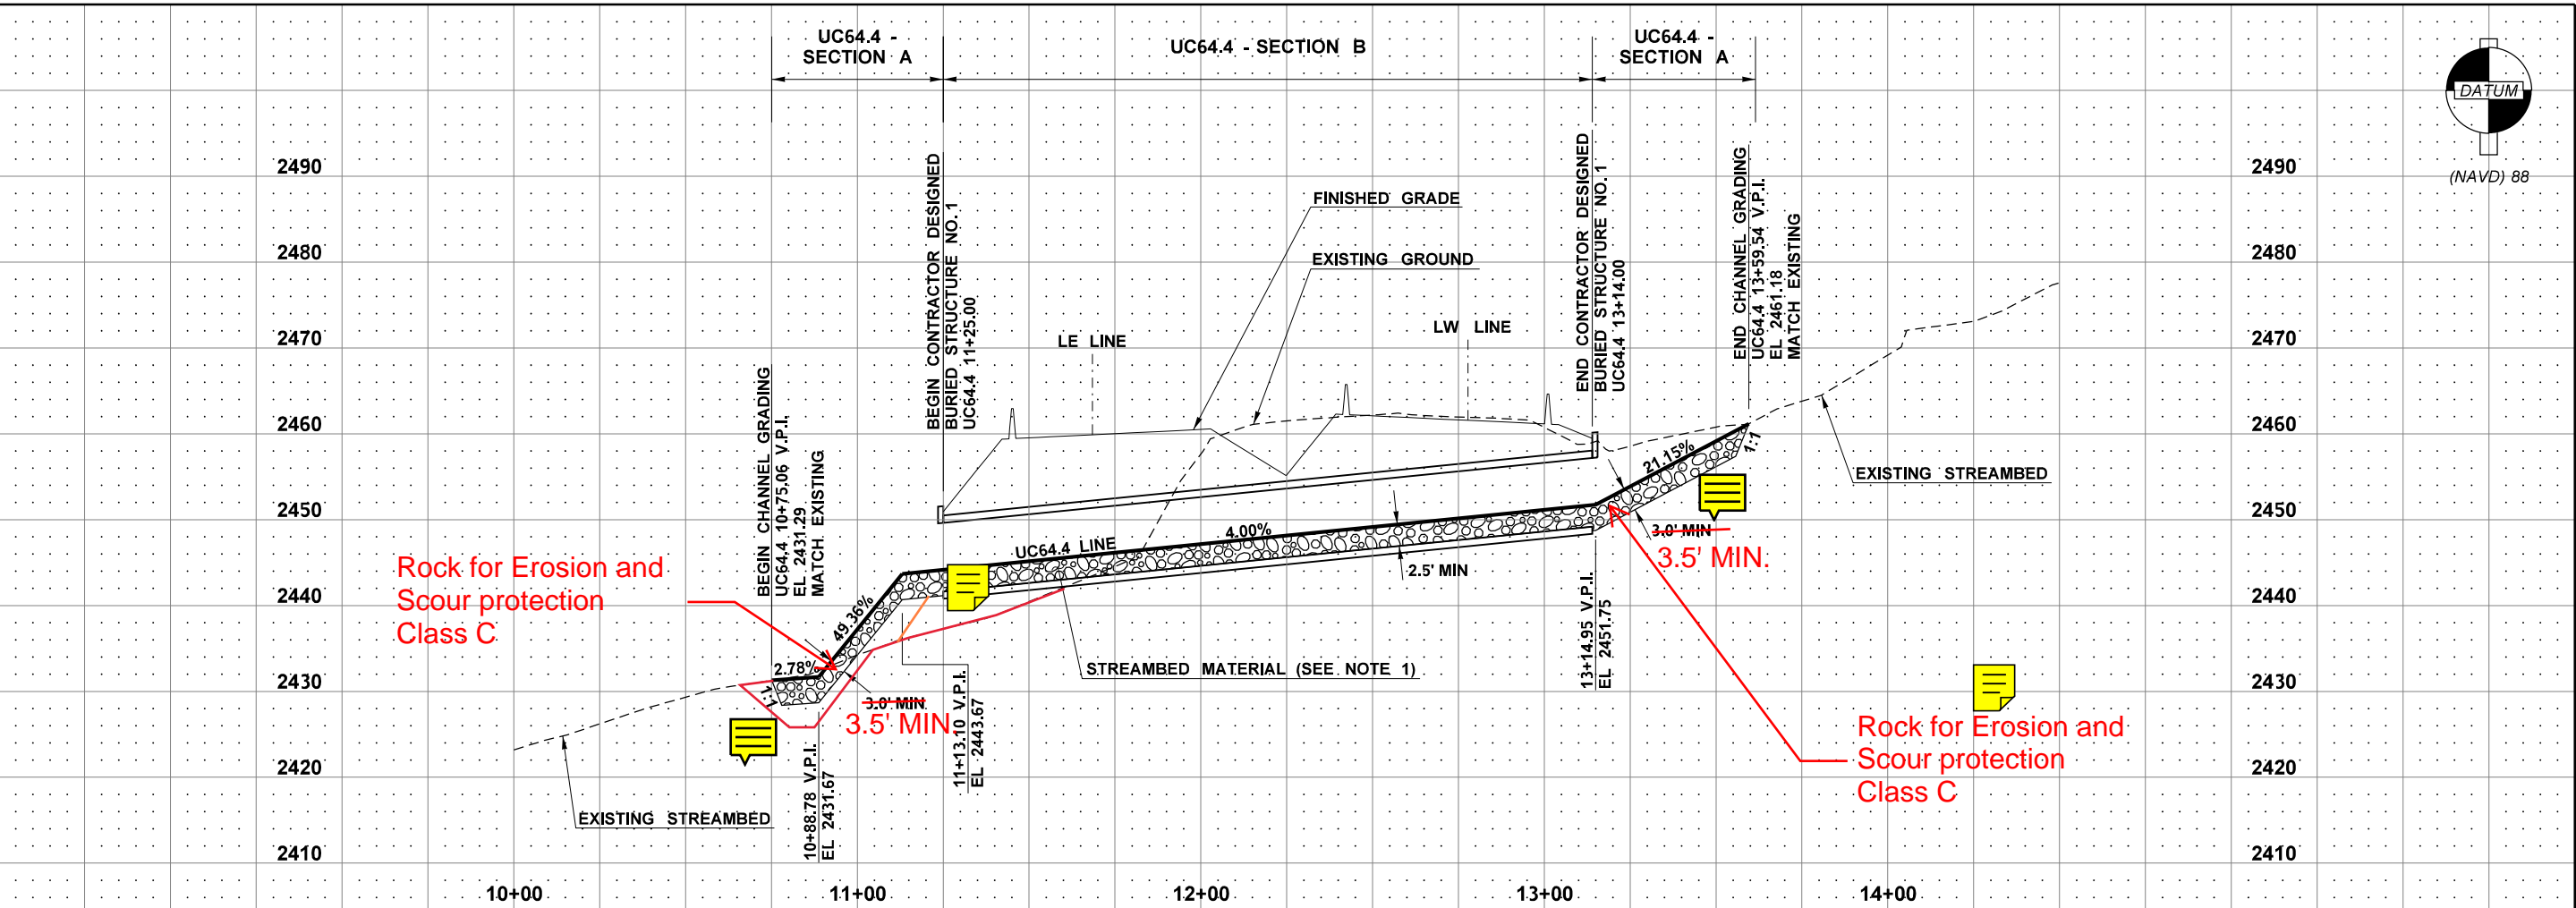 UC64.4 -
SECTION A
UC64.4 - SECTION B
UC64.4 -
SECTION A
DATUM
(NAVD) 88
2490
2480
2470
2460
2450
2440
2430
2420
2410
2490
2480
2470
2460
2450
2440
2430
2420
2410
BEGIN CHANNEL GRADING
UC64.4 10+75.06 V.P.I.
EL 2431.29
MATCH EXISTING
BEGIN CONTRACTOR DESIGNED
BURIED STRUCTURE NO. 1
UC64.4 11+25.00
FINISHED GRADE
EXISTING GROUND
LE LINE
LW LINE
END CONTRACTOR DESIGNED
BURIED STRUCTURE NO. 1
UC64.4 13+14.00
END CHANNEL GRADING
UC64.4 13+59.54 V.P.I.
EL 2461.18
MATCH EXISTING
21.15%
1:1
EXISTING STREAMBED
3.0' MIN
3.5' MIN.
4.00%
UC64.4 LINE
2.5' MIN
Rock for Erosion and
Scour protection
Class C
49.36%
2.78%
1:1
3.0' MIN
3.5' MIN.
STREAMBED MATERIAL (SEE NOTE 1)
10+88.78 V.P.I.
EL 2431.67
11+13.10 V.P.I.
EL 2443.67
13+14.95 V.P.I.
EL 2451.75
Rock for Erosion and
Scour protection
Class C
EXISTING STREAMBED
10+00
11+00
12+00
13+00
14+00